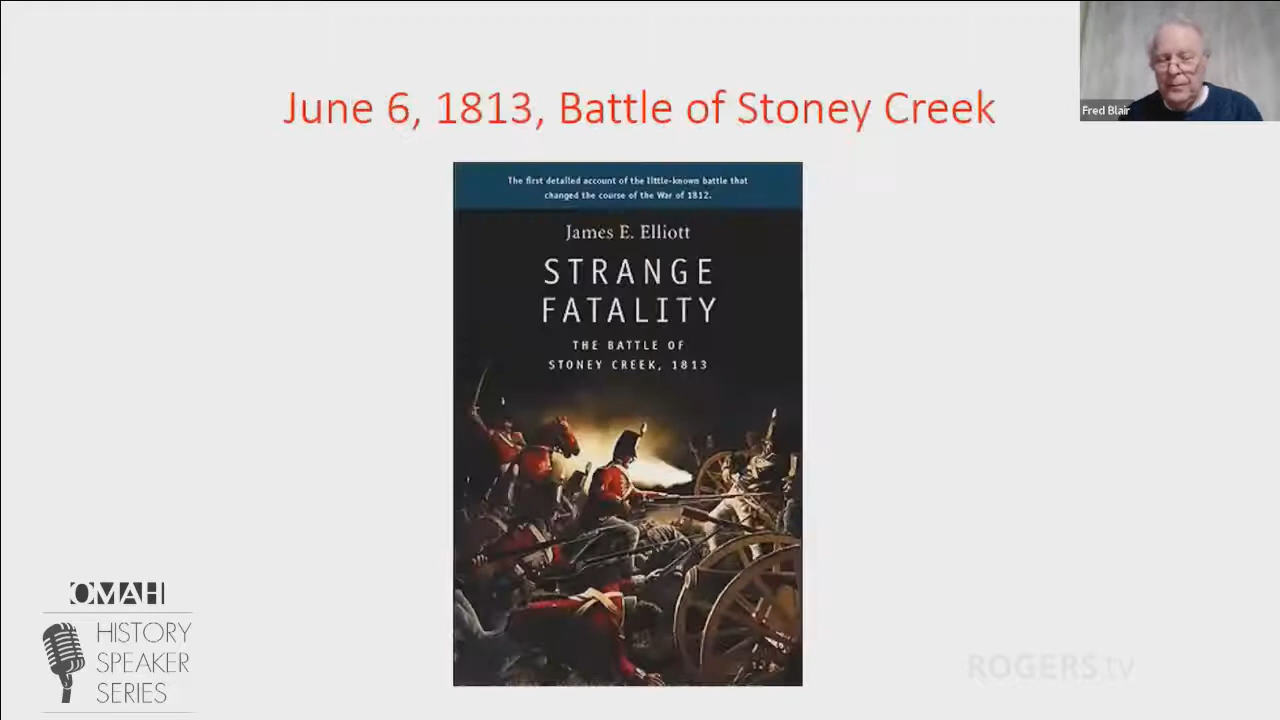 June 6, 1813, Battle of Stoney Creek
Fred Blair
The first detailed account of the little-known battle that
changed the course of the War of 1812.
James E. Elliott
STRANGE
FATALITY
THE BATTLE OF
STONEY CREEK, 1813
OMAH
HISTORY
SPEAKER
SERIES
ROGERS tv